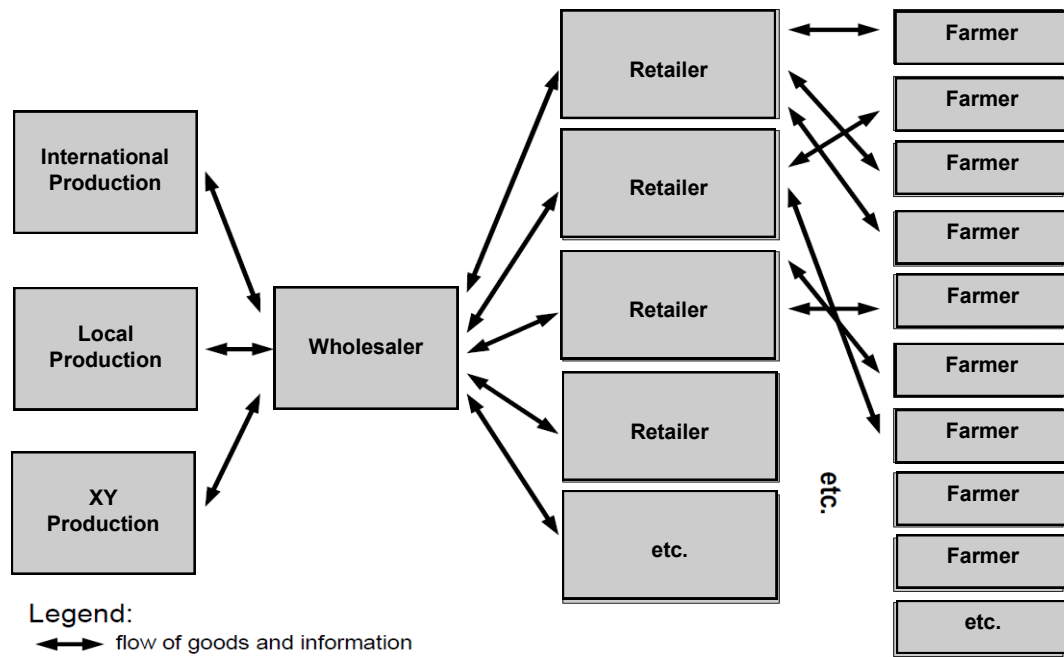 International
Production
Local
Production
XY
Production
Wholesaler
Retailer
Retailer
Retailer
Retailer
etc.
etc.
Farmer
Farmer
Farmer
Farmer
Farmer
Farmer
Farmer
Farmer
Farmer
etc.
Legend:
flow of goods and information